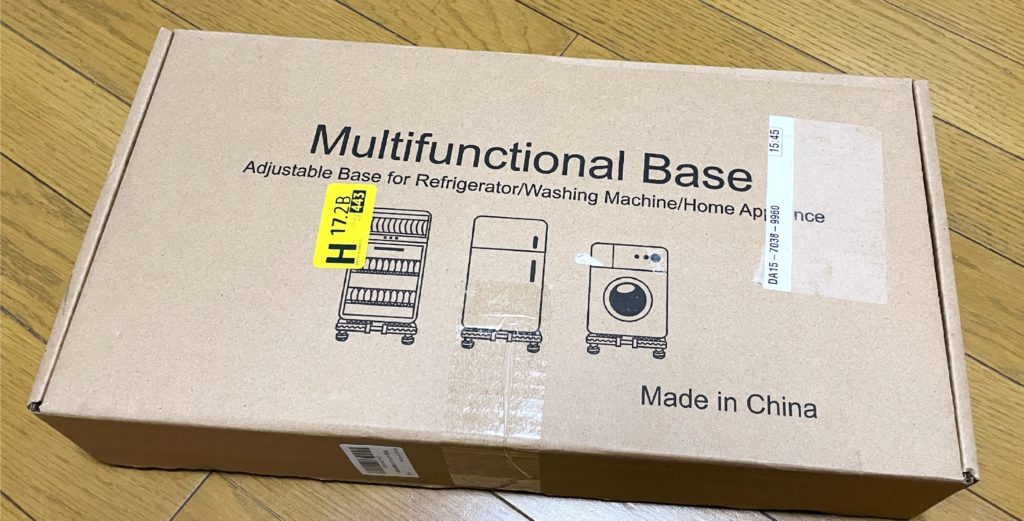 Multifunctional Base
Adjustable Base for Refrigerator/Washing Machine/Home
H 17.2B
443
15:45
DA15-7038-9960
Made in China